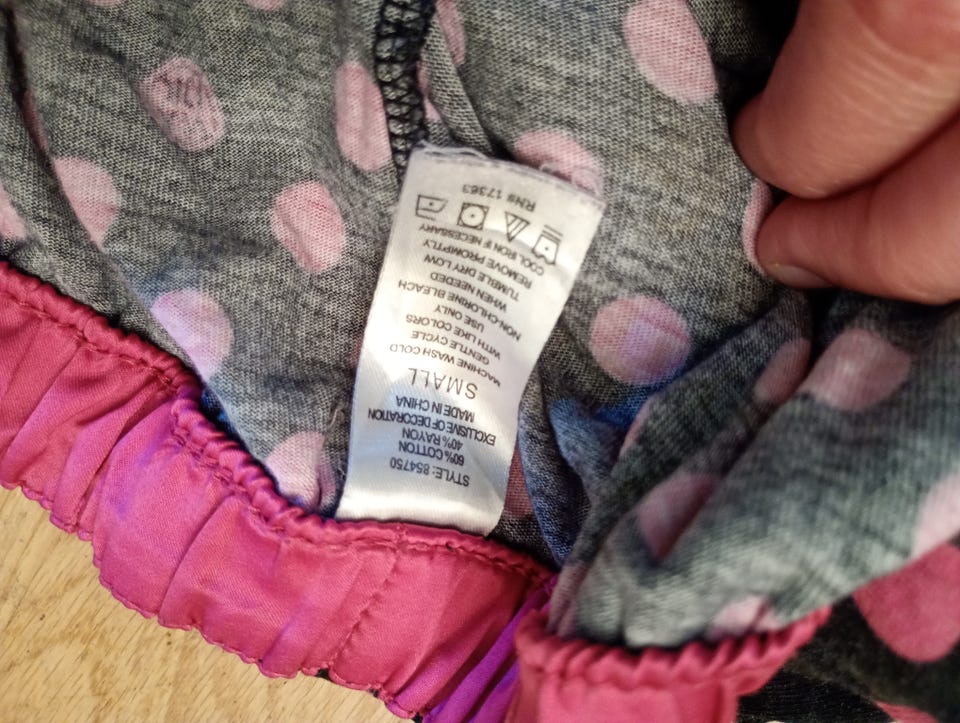 STYLE: 854750
60% COTTON
40% RAYON
EXCLUSIVE OF DECORATION
MADE IN CHINA
SMALL
MACHINE WASH COLD
GENTLE CYCLE
WITH LIKE COLORS
USE ONLY
NON-CHLORINE BLEACH
WHEN NEEDED
TUMBLE DRY LOW
REMOVE PROMPTLY
COOL IRON IF NECESSARY
RN# 17363